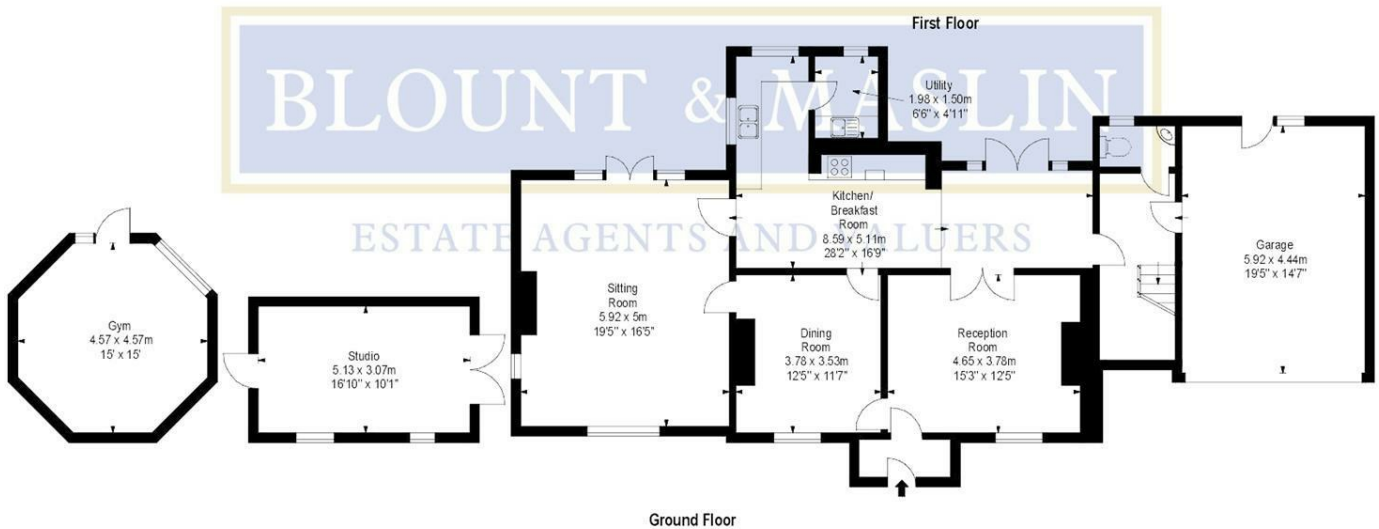 First Floor
BLOUNT & MASLIN
ESTATE AGENTS AND VALUERS
Utility
1.98 x 1.50m
6'6" x 4'11"
Kitchen/
Breakfast
Room
8.59 x 5.11m
28'2" x 16'9"
Garage
5.92 x 4.44m
19'5" x 14'7"
Gym
4.57 x 4.57m
15' x 15'
Studio
5.13 x 3.07m
16'10" x 10'1"
Sitting
Room
5.92 x 5m
19'5" x 16'5"
Dining
Room
3.78 x 3.53m
12'5" x 11'7"
Reception
Room
4.65 x 3.78m
15'3" x 12'5"
Ground Floor